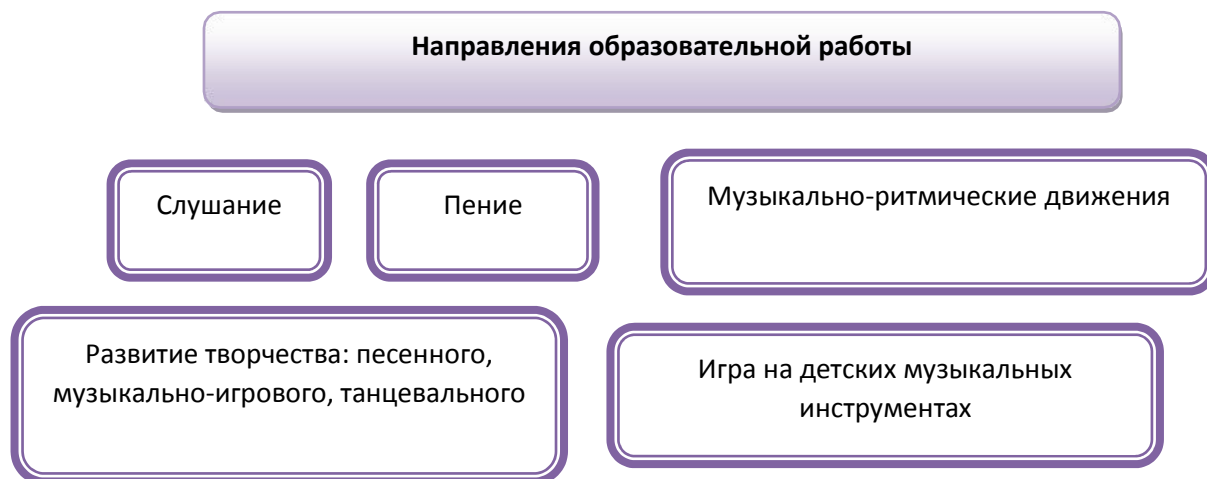 Направления образовательной работы
Слушание
Пение
Музыкально-ритмические движения
Развитие творчества: песенного,
музыкально-игрового, танцевального
Игра на детских музыкальных
инструментах